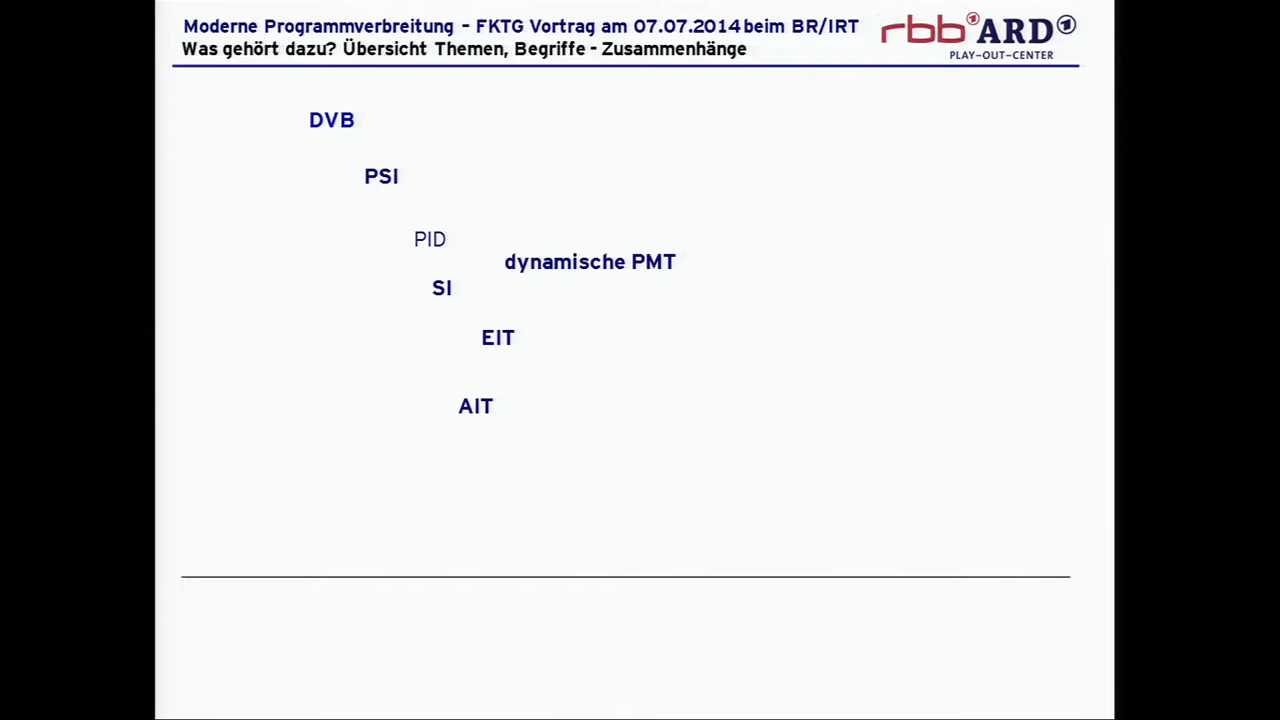 Moderne Programmverbreitung - FKTG Vortrag am 07.07.2014 beim BR/IRT
Was gehört dazu? Übersicht Themen, Begriffe - Zusammenhänge
rbb ARD
PLAY-OUT-CENTER
DVB
PSI
PID
dynamische PMT
SI
EIT
AIT